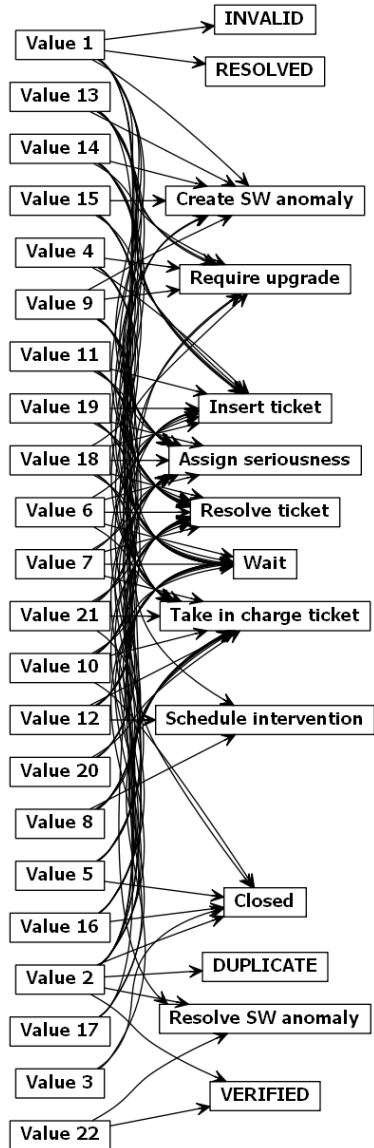 INVALID
Value 1
RESOLVED
Value 13
Value 14
Value 15
Create SW anomaly
Value 4
Require upgrade
Value 9
Value 11
Value 19
Insert ticket
Value 18
Assign seriousness
Value 6
Resolve ticket
Value 7
Wait
Value 21
Take in charge ticket
Value 10
Value 12
Schedule intervention
Value 20
Value 8
Value 5
Closed
Value 16
DUPLICATE
Value 2
Resolve SW anomaly
Value 17
Value 3
VERIFIED
Value 22